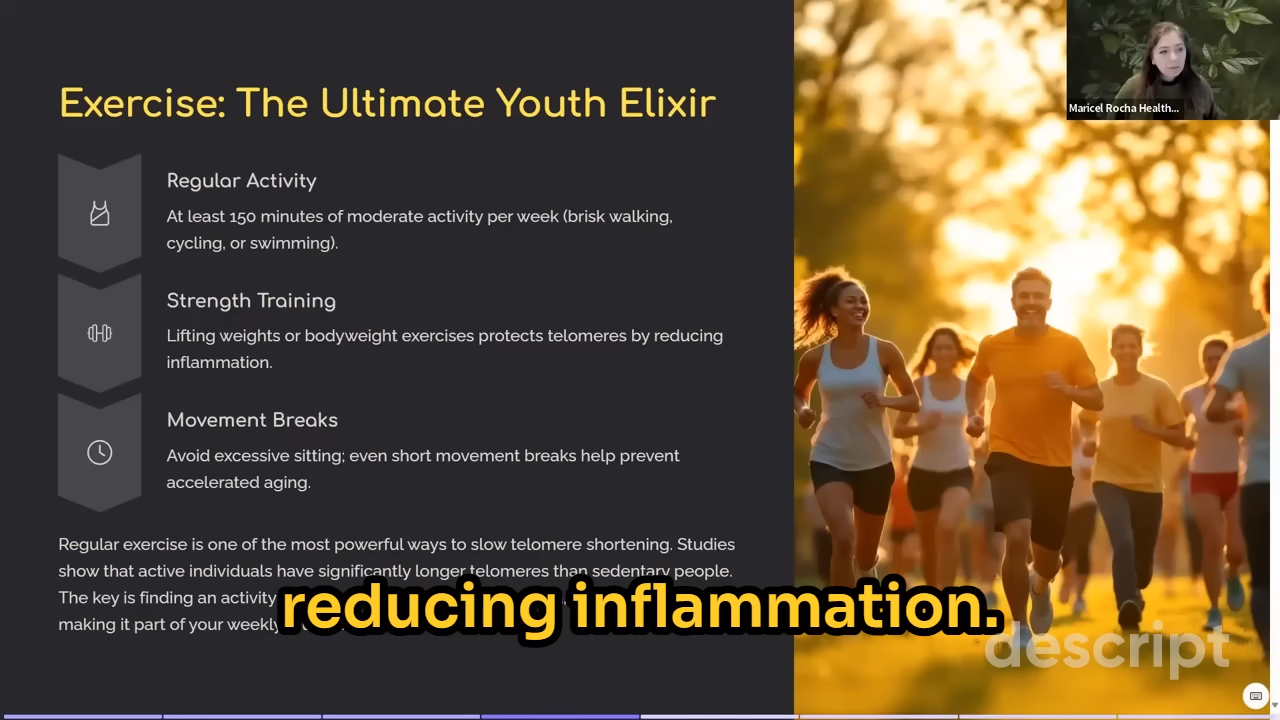 Exercise: The Ultimate Youth Elixir
Regular Activity
At least 150 minutes of moderate activity per week (brisk walking,
cycling, or swimming).
Strength Training
Lifting weights or bodyweight exercises protects telomeres by reducing
inflammation.
Movement Breaks
Avoid excessive sitting; even short movement breaks help prevent
accelerated aging.
Regular exercise is one of the most powerful ways to slow telomere shortening. Studies
show that active individuals have significantly longer telomeres than sedentary people.
The key is finding an activity
making it part of your weekly
reducing inflammation.
Maricel Rocha Health...
descript